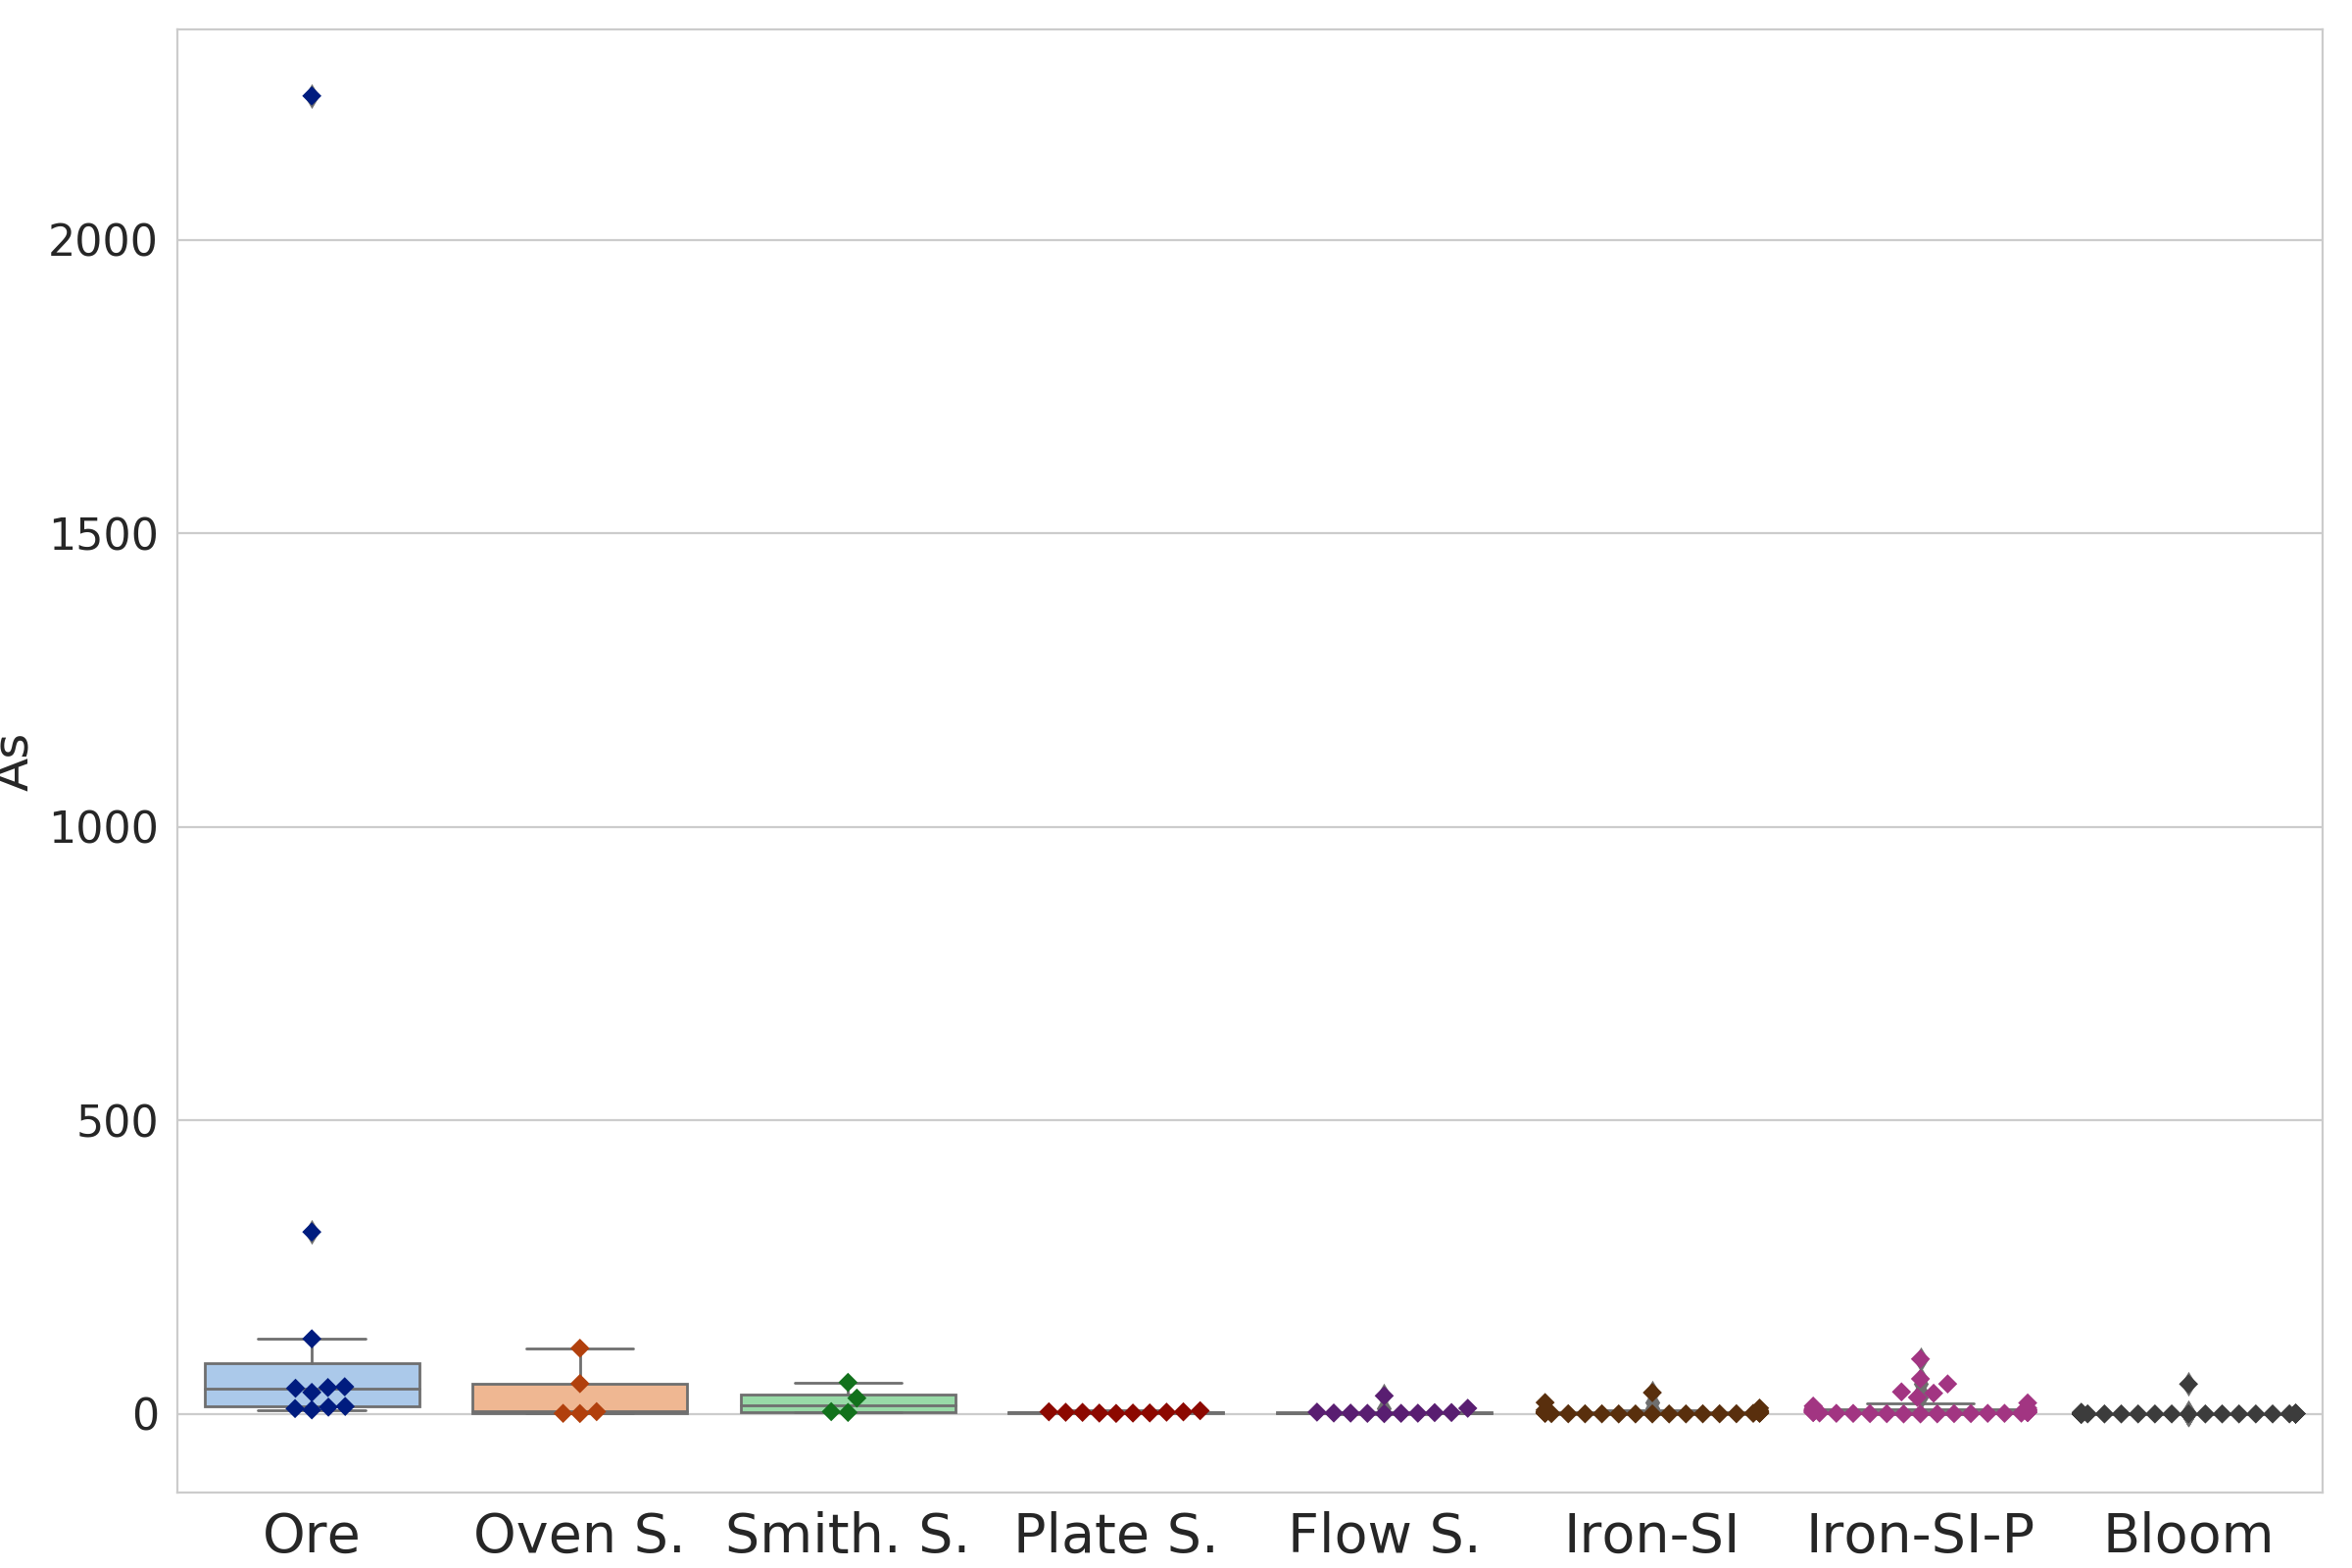 2000
1500
As
1000
500
0
Ore Oven S. Smith. S. Plate S. Flow S. Iron-SI Iron-SI-P Bloom